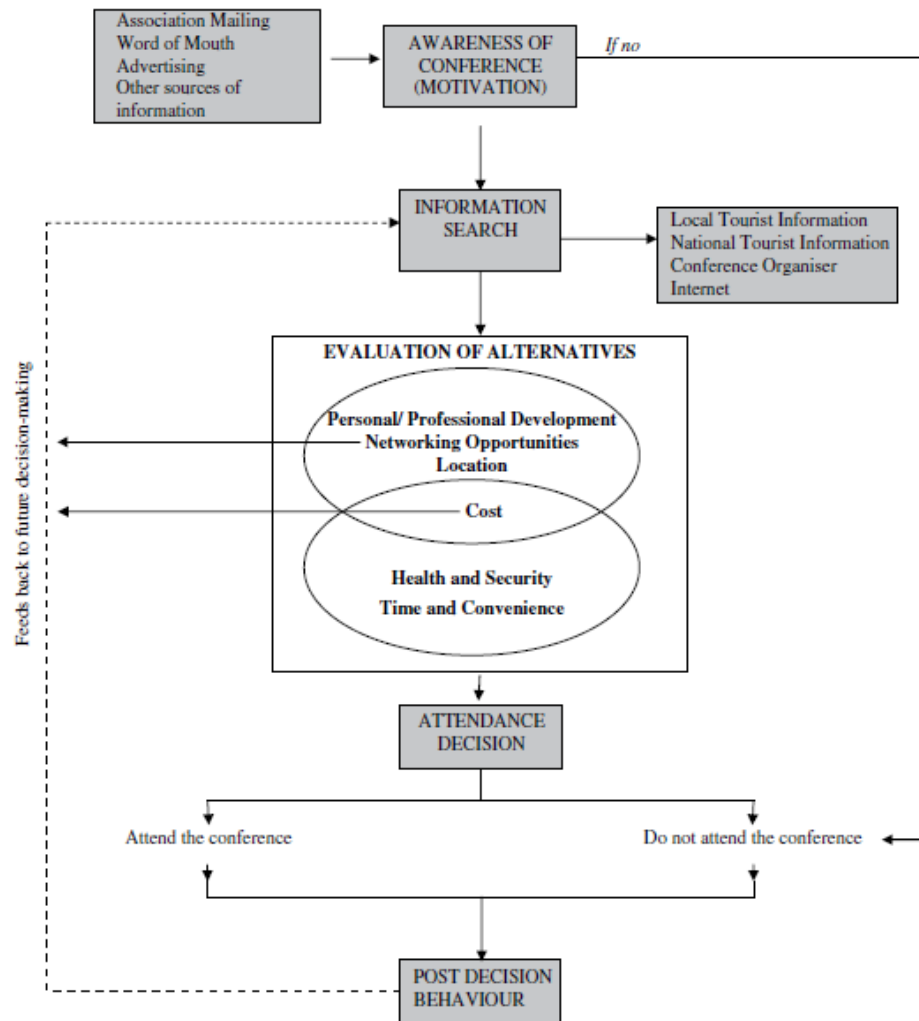 Association Mailing
Word of Mouth
Advertising
Other sources of
information
AWARENESS OF
CONFERENCE
(MOTIVATION)
If no
INFORMATION
SEARCH
Local Tourist Information
National Tourist Information
Conference Organiser
Internet
EVALUATION OF ALTERNATIVES
Personal/ Professional Development
Networking Opportunities
Location
Cost
Health and Security
Time and Convenience
Feeds back to future decision-making
ATTENDANCE
DECISION
Attend the conference
Do not attend the conference
POST DECISION
BEHAVIOUR